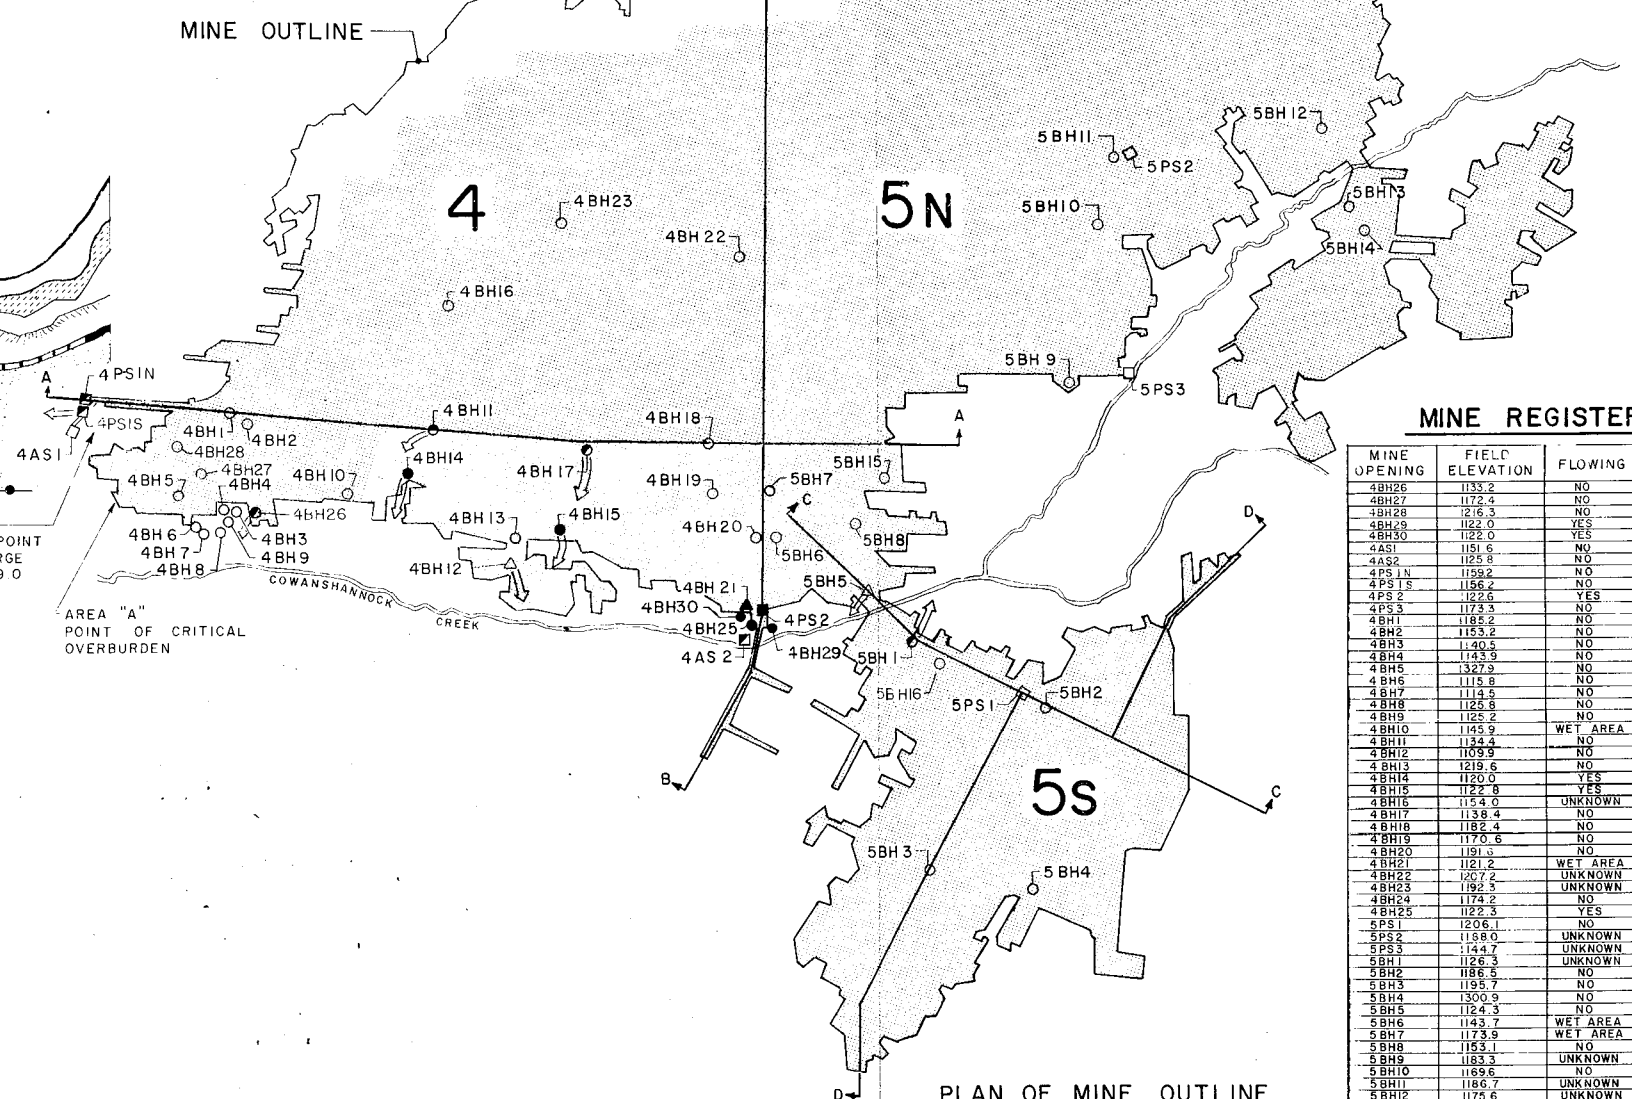 MINE OUTLINE
4
5N
5S
4BH23
4BH22
4BH16
5BH12
5BH11
5PS2
5BH10
5BH13
5BH14
5BH9
5PS3
A
4PS1N
4PS1S
4AS1
4BH1
4BH2
4BH28
4BH27
4BH4
4BH5
4BH10
4BH26
4BH6
4BH7
4BH8
4BH3
4BH9
4BH11
4BH14
4BH17
4BH18
A
4BH19
5BH7
5BH15
4BH13
4BH15
4BH20
5BH6
5BH8
4BH12
4BH21
5BH5
4BH30
4BH25
4PS2
4AS2
4BH29
5BH1
5BH16
5PS1
5BH2
5BH3
5BH4
C
D
B
C
D
POINT
RGE
9.0
AREA "A"
POINT OF CRITICAL
OVERBURDEN
COWANSHANNOCK
CREEK
MINE REGISTER
MINE OPENING FIELD ELEVATION FLOWING
4BH26 1133.2 NO
4BH27 1172.4 NO
4BH28 1216.3 NO
4BH29 1122.0 YES
4BH30 1122.0 YES
4AS1 1151.6 NO
4AS2 1125.8 NO
4PS1N 1159.2 NO
4PS1S 1156.2 NO
4PS2 1122.6 YES
4PS3 1173.3 NO
4BH1 1185.2 NO
4BH2 1153.2 NO
4BH3 1140.5 NO
4BH4 1143.9 NO
4BH5 1327.9 NO
4BH6 1115.8 NO
4BH7 1114.5 NO
4BH8 1125.8 NO
4BH9 1125.2 NO
4BH10 1145.9 WET AREA
4BH11 1134.4 NO
4BH12 1109.9 NO
4BH13 1219.6 NO
4BH14 1120.0 YES
4BH15 1122.8 YES
4BH16 1154.0 UNKNOWN
4BH17 1138.4 NO
4BH18 1182.4 NO
4BH19 1170.6 NO
4BH20 1191.6 NO
4BH21 1121.2 WET AREA
4BH22 1207.2 UNKNOWN
4BH23 1192.3 UNKNOWN
4BH24 1174.2 NO
4BH25 1122.3 YES
5PS1 1206.1 NO
5PS2 1188.0 UNKNOWN
5PS3 1144.7 UNKNOWN
5BH1 1126.3 UNKNOWN
5BH2 1186.5 NO
5BH3 1195.7 NO
5BH4 1300.9 NO
5BH5 1124.3 NO
5BH6 1143.7 WET AREA
5BH7 1173.9 WET AREA
5BH8 1153.1 NO
5BH9 1183.3 UNKNOWN
5BH10 1169.6 NO
5BH11 1186.7 UNKNOWN
5BH12 1175.6 UNKNOWN
PLAN OF MINE OUTLINE